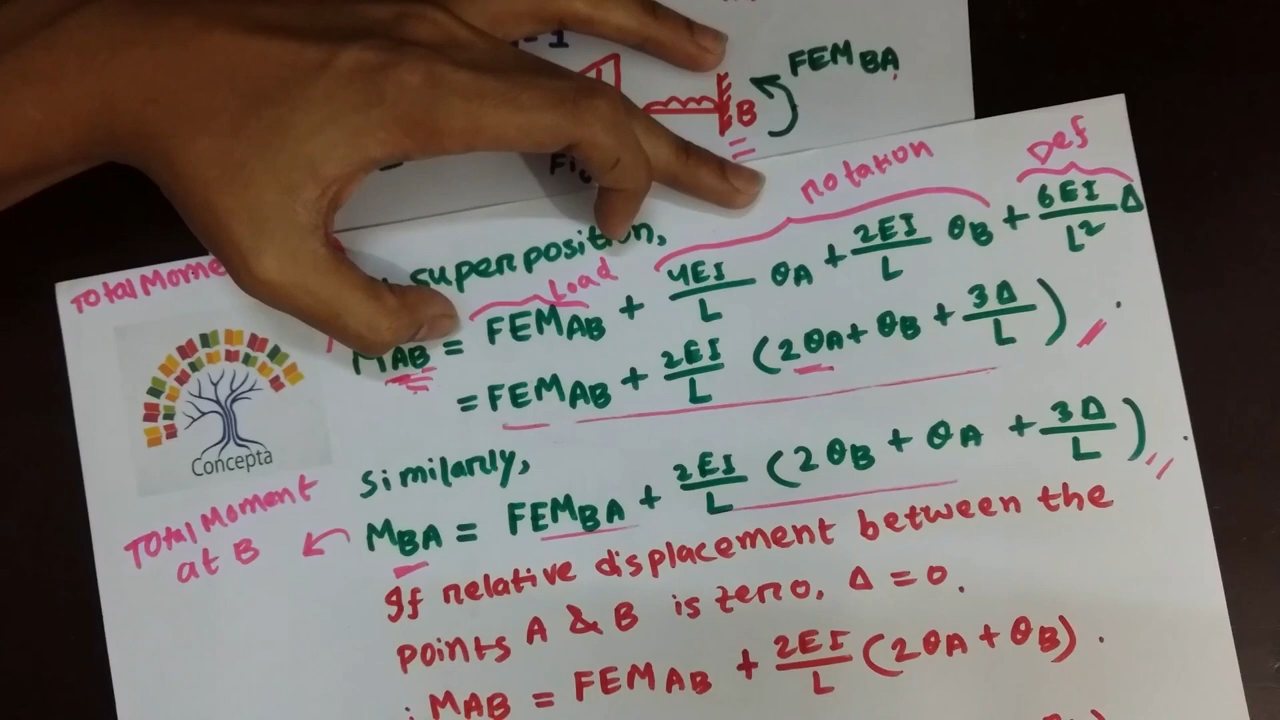 -1
FEM BA
B
Def
rotation
superposition,
Load
Total Mome
MAB = FEMAB + 4EI/L θA + 2EI/L θB + 6EI/L² Δ
= FEMAB + 2EI/L (2θA + θB + 3Δ/L)
Concepta
similarly,
MBA = FEMBA + 2EI/L (2θB + θA + 3Δ/L)
Total Moment
at B
If relative displacement between the
points A & B is zero, Δ = 0.
MAB = FEMAB + 2EI/L (2θA + θB).